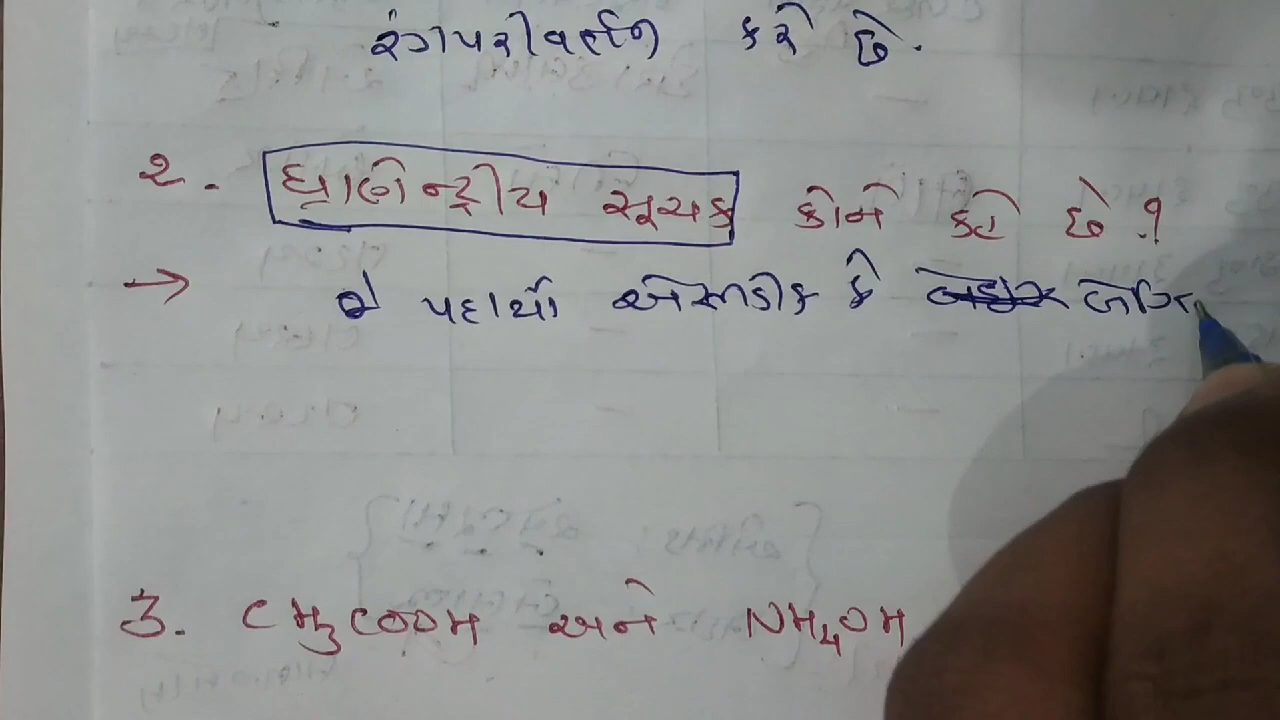 રંગપરીવર્તન કરે છે.
૨. ઘ્રાણેન્દ્રીય સૂચક કોને કહે છે ?
→ જે પદાર્થો એસીડીક કે બેઝિક
૩. CH3COOH અને NH4OH